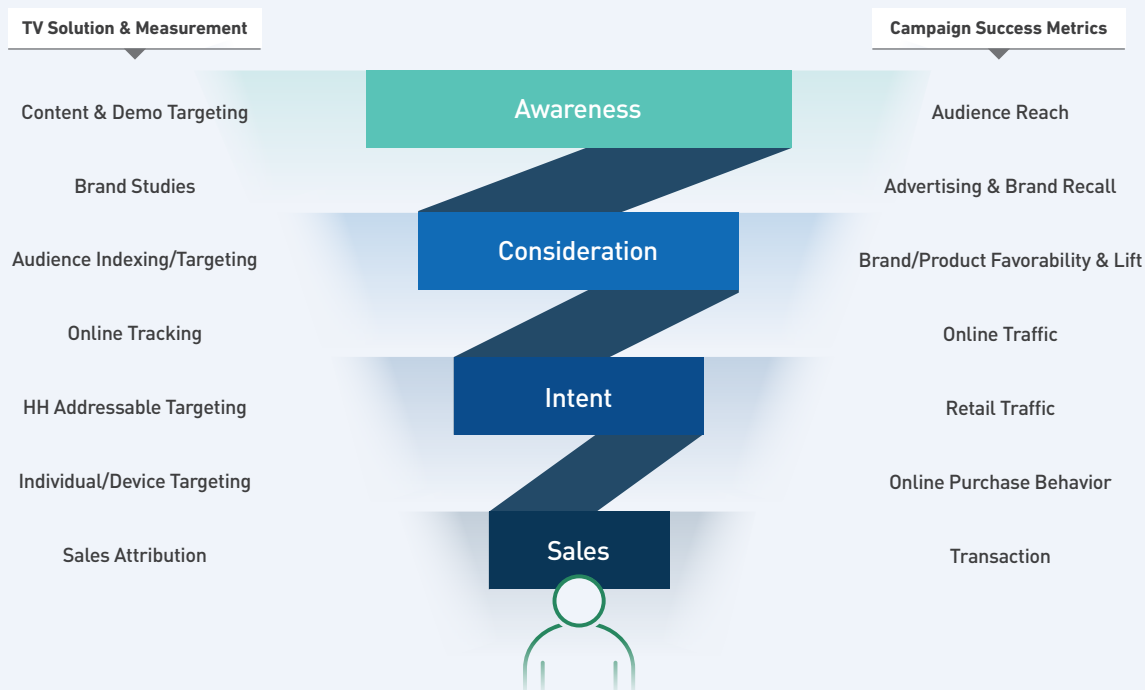 TV Solution & Measurement
Campaign Success Metrics
Content & Demo Targeting
Awareness
Audience Reach
Brand Studies
Advertising & Brand Recall
Audience Indexing/Targeting
Consideration
Brand/Product Favorability & Lift
Online Tracking
Online Traffic
HH Addressable Targeting
Intent
Retail Traffic
Individual/Device Targeting
Online Purchase Behavior
Sales Attribution
Sales
Transaction